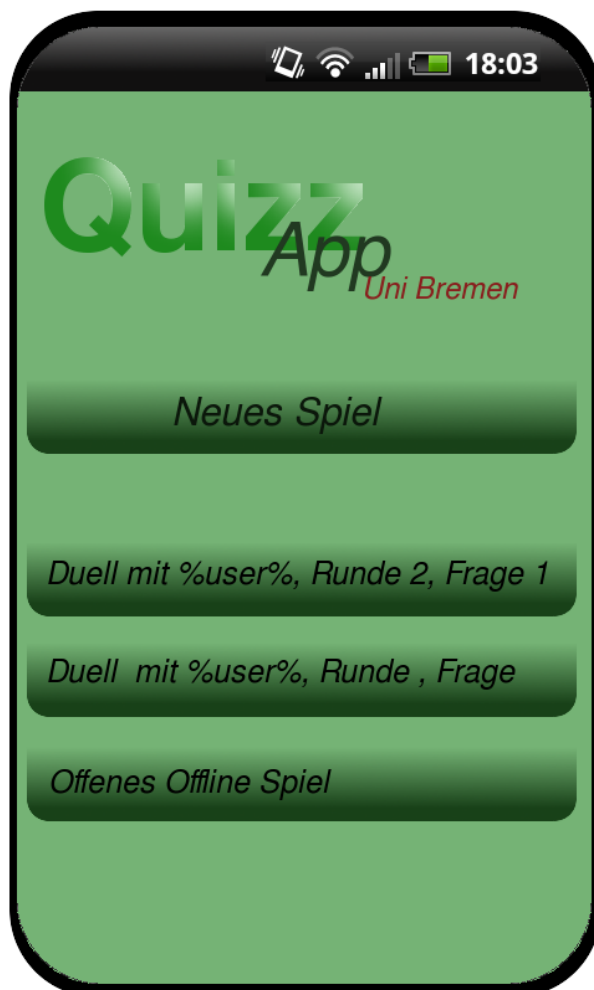 18:03
Quizz
App
Uni Bremen
Neues Spiel
Duell mit %user%, Runde 2, Frage 1
Duell  mit %user%, Runde , Frage
Offenes Offline Spiel